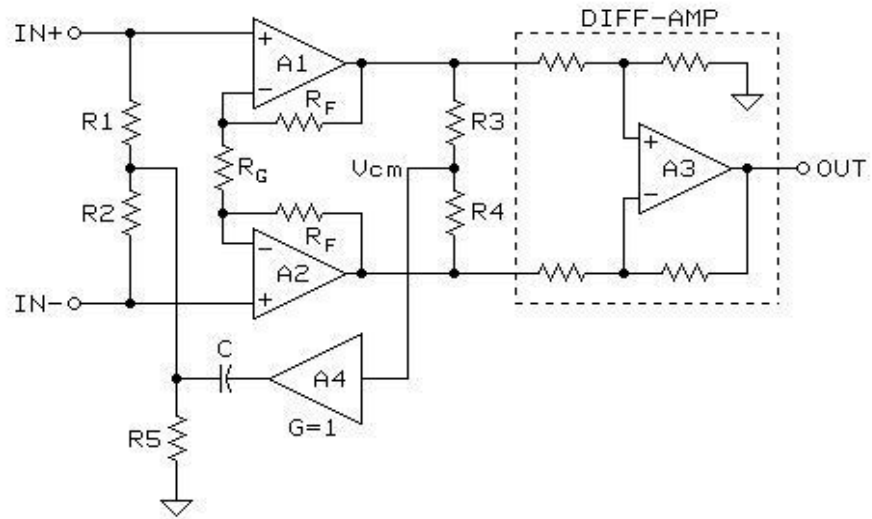 DIFF-AMP
IN+
+
A1
−
R1
RF
R3
+
A3
−
OUT
RG
Vcm
R2
RF
R4
−
A2
+
IN-
C
A4
G=1
R5